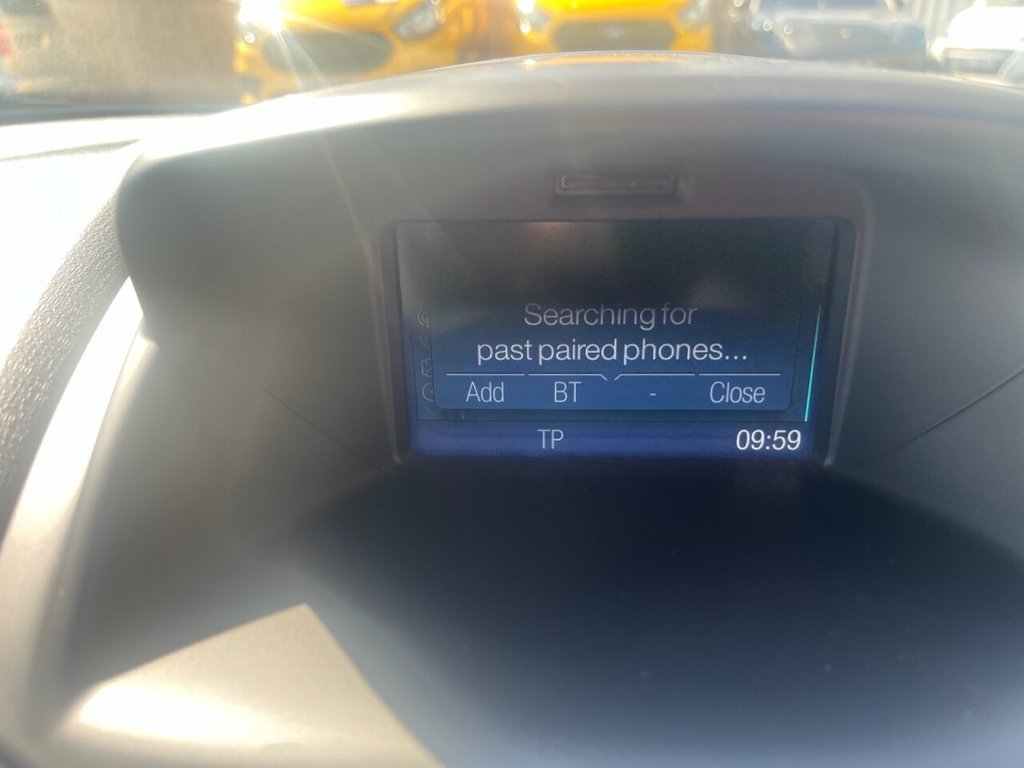 Searching for
past paired phones...
Add BT - Close
TP 09:59